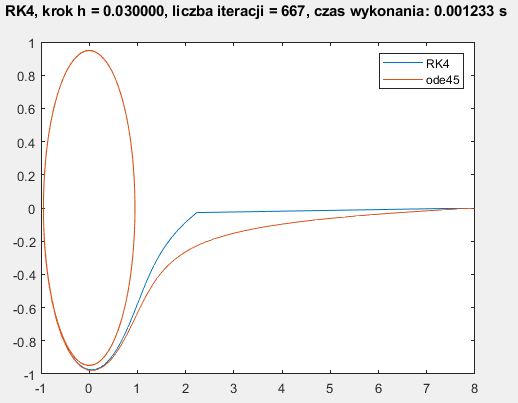 RK4, krok h = 0.030000, liczba iteracji = 667, czas wykonania: 0.001233 s
RK4
ode45
1
0.8
0.6
0.4
0.2
0
-0.2
-0.4
-0.6
-0.8
-1
-1 0 1 2 3 4 5 6 7 8